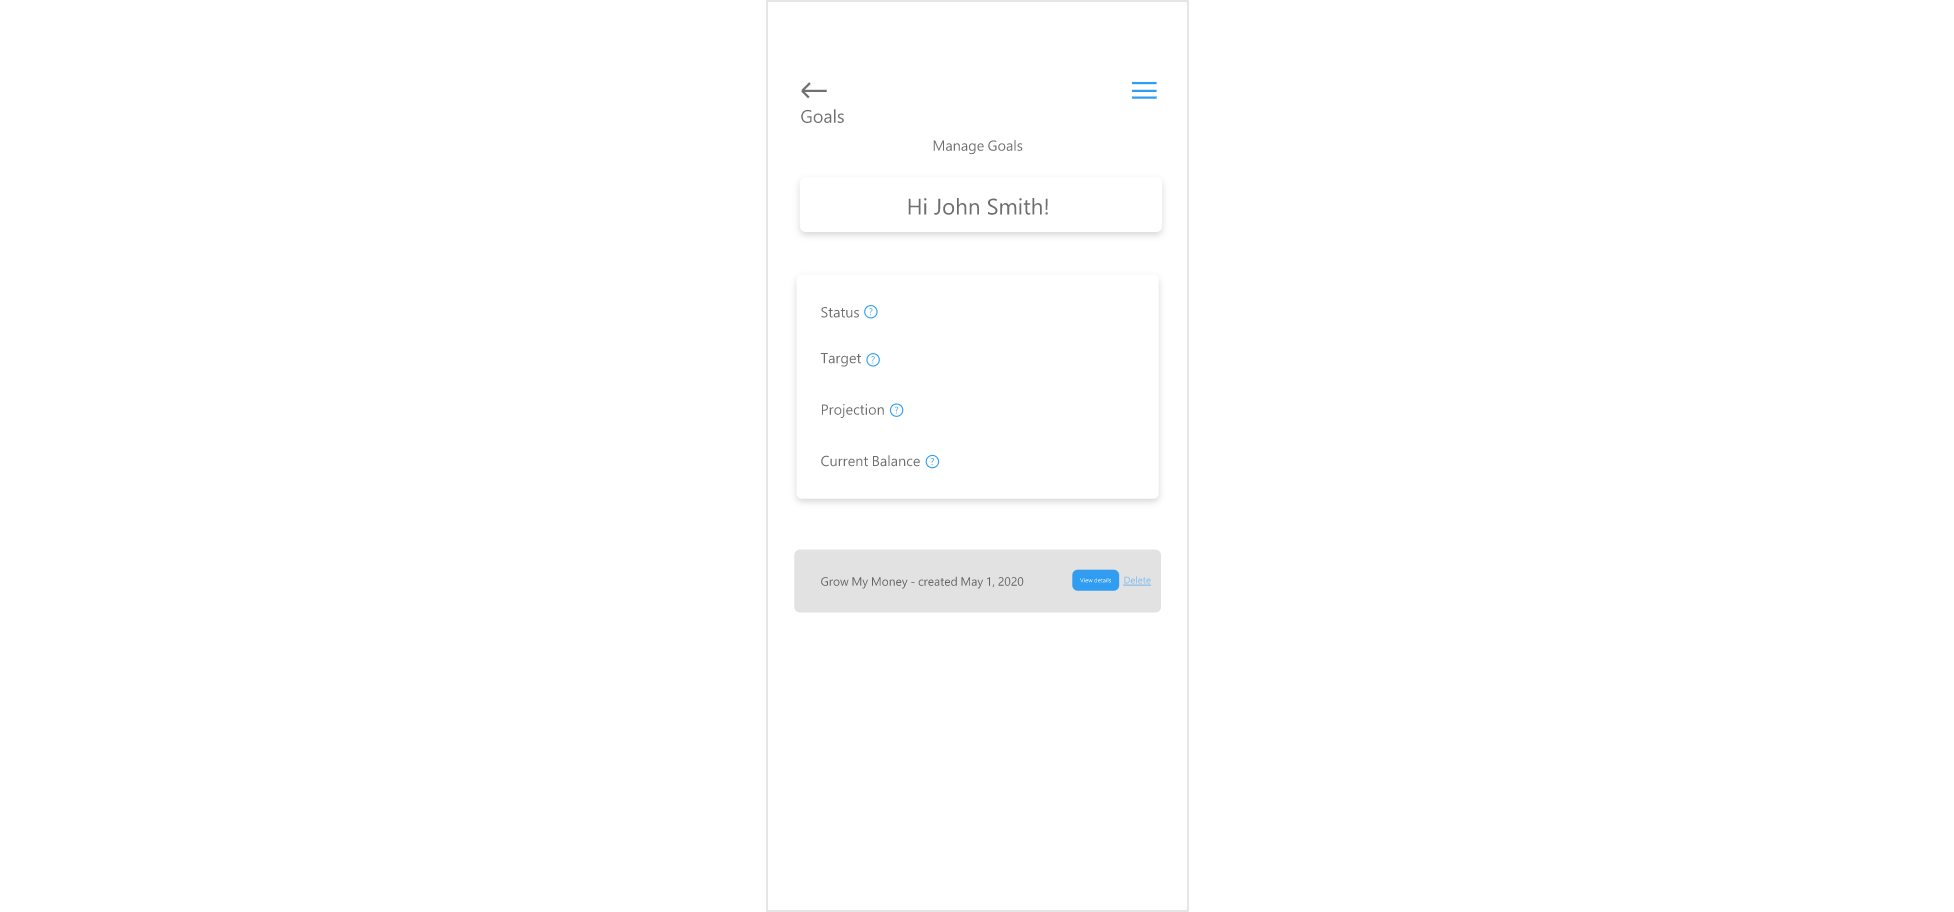 Goals
Manage Goals
Hi John Smith!
Status ?
Target ?
Projection ?
Current Balance ?
Grow My Money - created May 1, 2020 View details Delete